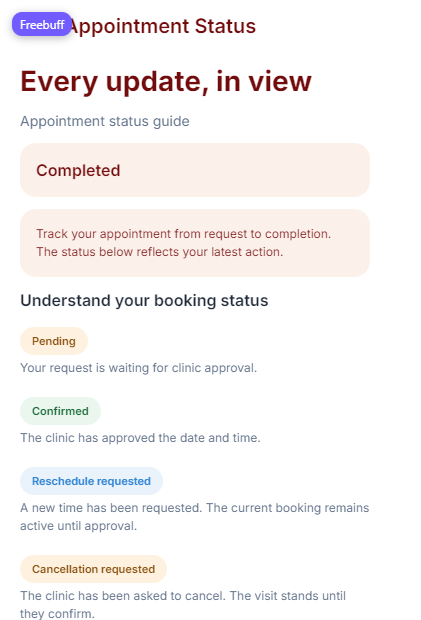 Freebuff
Appointment Status
Every update, in view
Appointment status guide
Completed
Track your appointment from request to completion.
The status below reflects your latest action.
Understand your booking status
Pending
Your request is waiting for clinic approval.
Confirmed
The clinic has approved the date and time.
Reschedule requested
A new time has been requested. The current booking remains
active until approval.
Cancellation requested
The clinic has been asked to cancel. The visit stands until
they confirm.